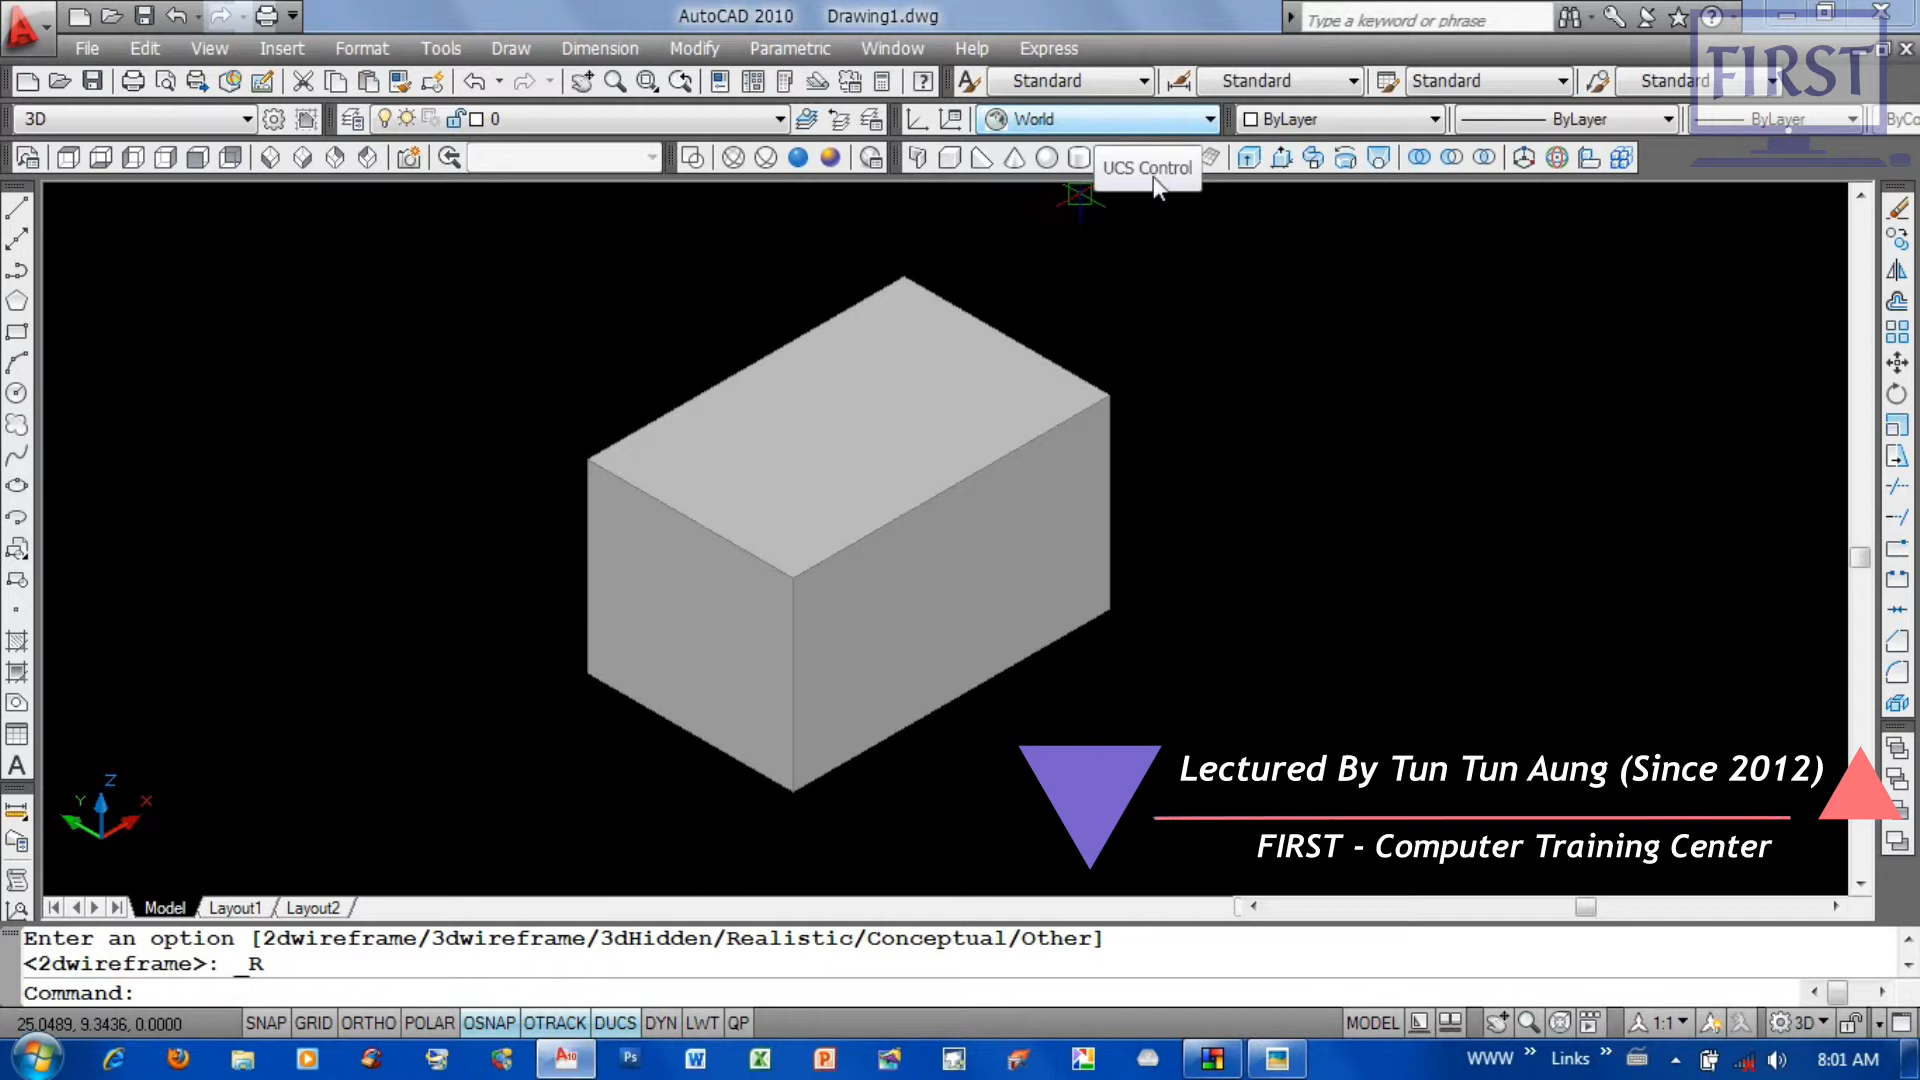 AutoCAD 2010 Drawing1.dwg
Type a keyword or phrase
File Edit View Insert Format Tools Draw Dimension Modify Parametric Window Help Express
FIRST
Standard Standard Standard Standard
3D 0 World ByLayer ByLayer ByLayer ByCo
UCS Control
Z
Y X
Lectured By Tun Tun Aung (Since 2012)
FIRST - Computer Training Center
Model Layout1 Layout2
Enter an option [2dwireframe/3dwireframe/3dHidden/Realistic/Conceptual/Other]
<2dwireframe>: _R
Command:
25.0489, 9.3436, 0.0000 SNAP GRID ORTHO POLAR OSNAP OTRACK DUCS DYN LWT QP MODEL 1:1 3D
A10 Ps W X P WWW » Links » 8:01 AM